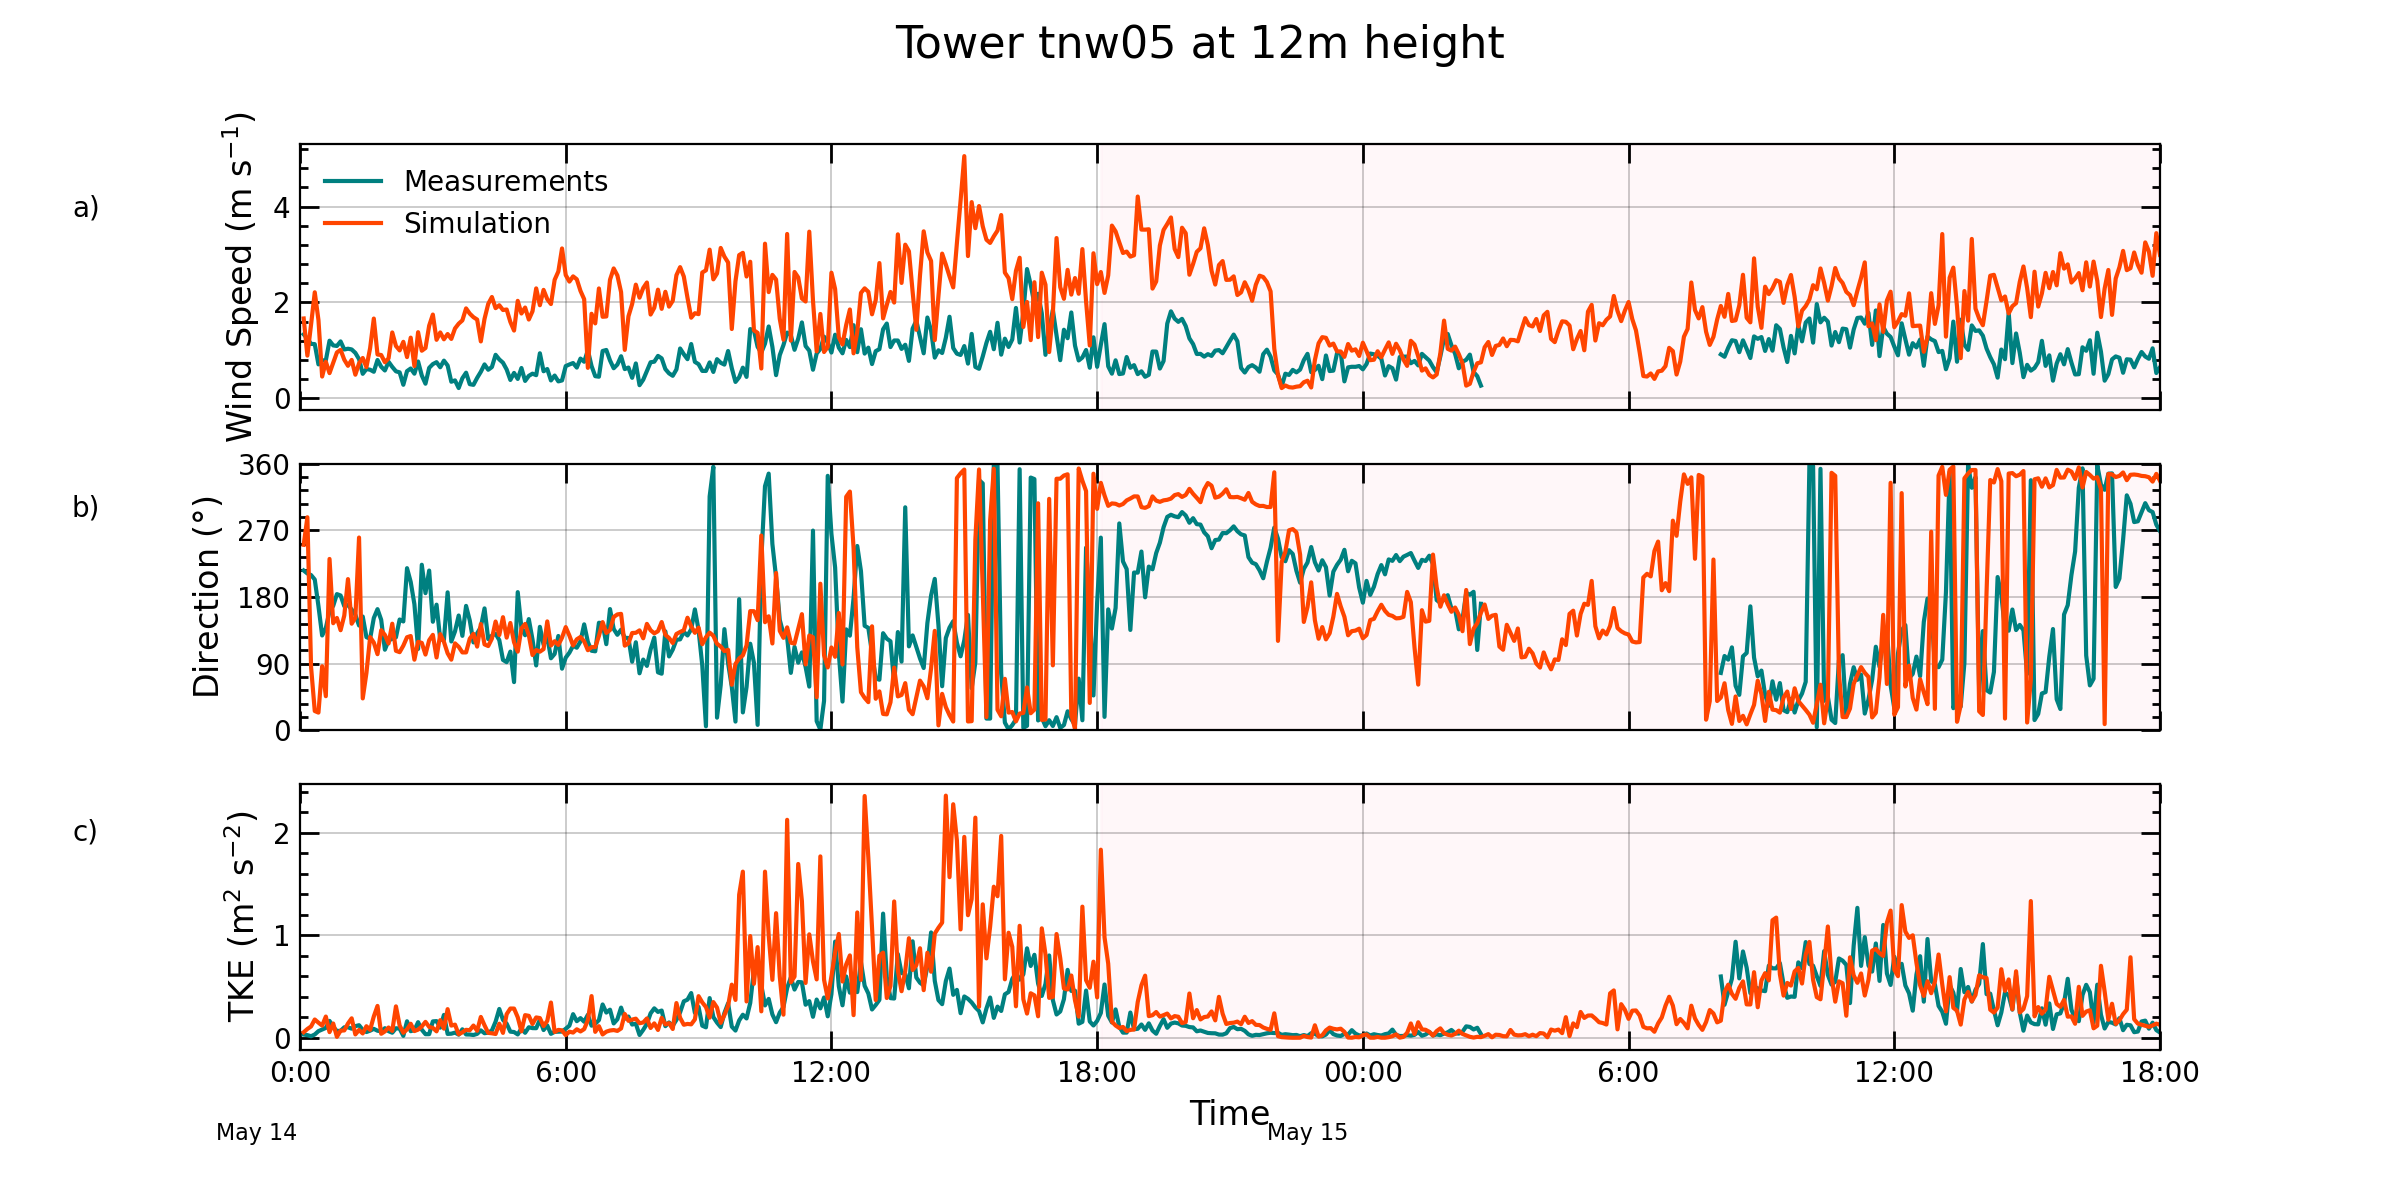 Tower tnw05 at 12m height
a)
Wind Speed (m s⁻¹)
4
2
0
Measurements
Simulation
b)
Direction (°)
360
270
180
90
0
c)
TKE (m² s⁻²)
2
1
0
0:00 6:00 12:00 18:00 00:00 6:00 12:00 18:00
Time
May 14 May 15